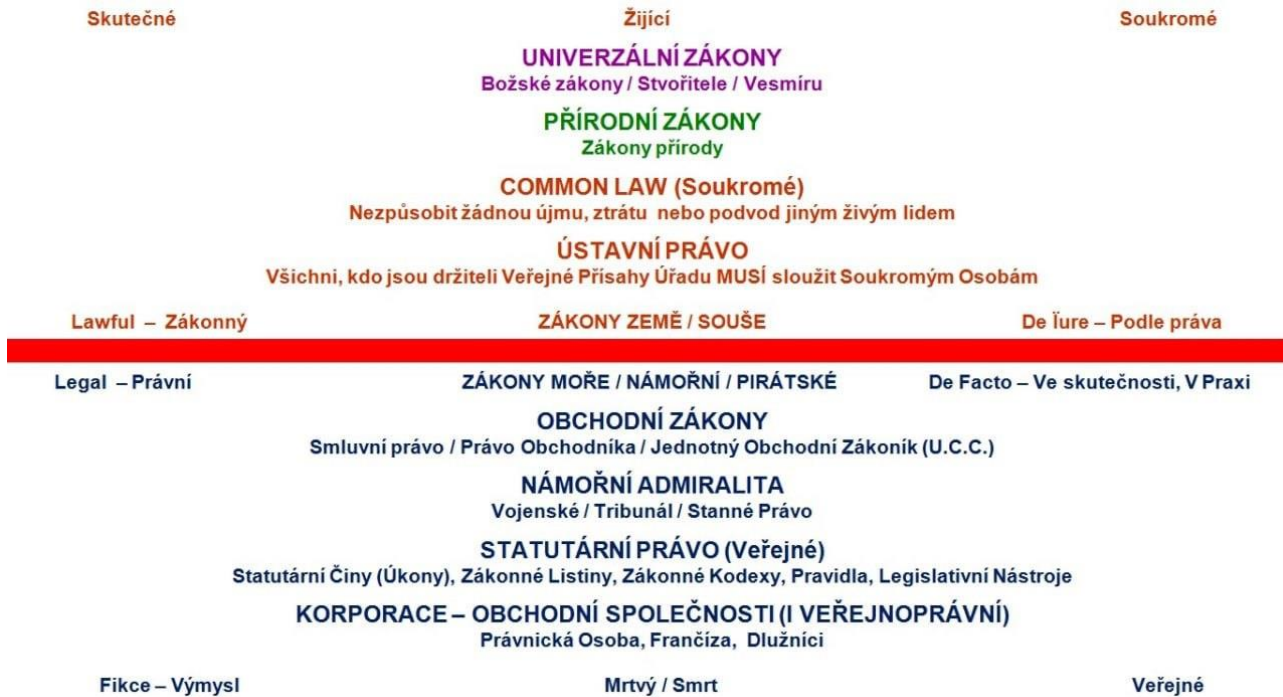 Skutečné Žijící Soukromé
UNIVERZÁLNÍ ZÁKONY
Božské zákony / Stvořitele / Vesmíru
PŘÍRODNÍ ZÁKONY
Zákony přírody
COMMON LAW (Soukromé)
Nezpůsobit žádnou újmu, ztrátu nebo podvod jiným živým lidem
ÚSTAVNÍ PRÁVO
Všichni, kdo jsou držiteli Veřejné Přísahy Úřadu MUSÍ sloužit Soukromým Osobám
Lawful – Zákonný ZÁKONY ZEMĚ / SOUŠE De Ïure – Podle práva
Legal – Právní ZÁKONY MOŘE / NÁMOŘNÍ / PIRÁTSKÉ De Facto – Ve skutečnosti, V Praxi
OBCHODNÍ ZÁKONY
Smluvní právo / Právo Obchodníka / Jednotný Obchodní Zákoník (U.C.C.)
NÁMOŘNÍ ADMIRALITA
Vojenské / Tribunál / Stanné Právo
STATUTÁRNÍ PRÁVO (Veřejné)
Statutární Činy (Úkony), Zákonné Listiny, Zákonné Kodexy, Pravidla, Legislativní Nástroje
KORPORACE – OBCHODNÍ SPOLEČNOSTI (I VEŘEJNOPRÁVNÍ)
Právnická Osoba, Frančíza, Dlužníci
Fikce – Výmysl Mrtvý / Smrt Veřejné